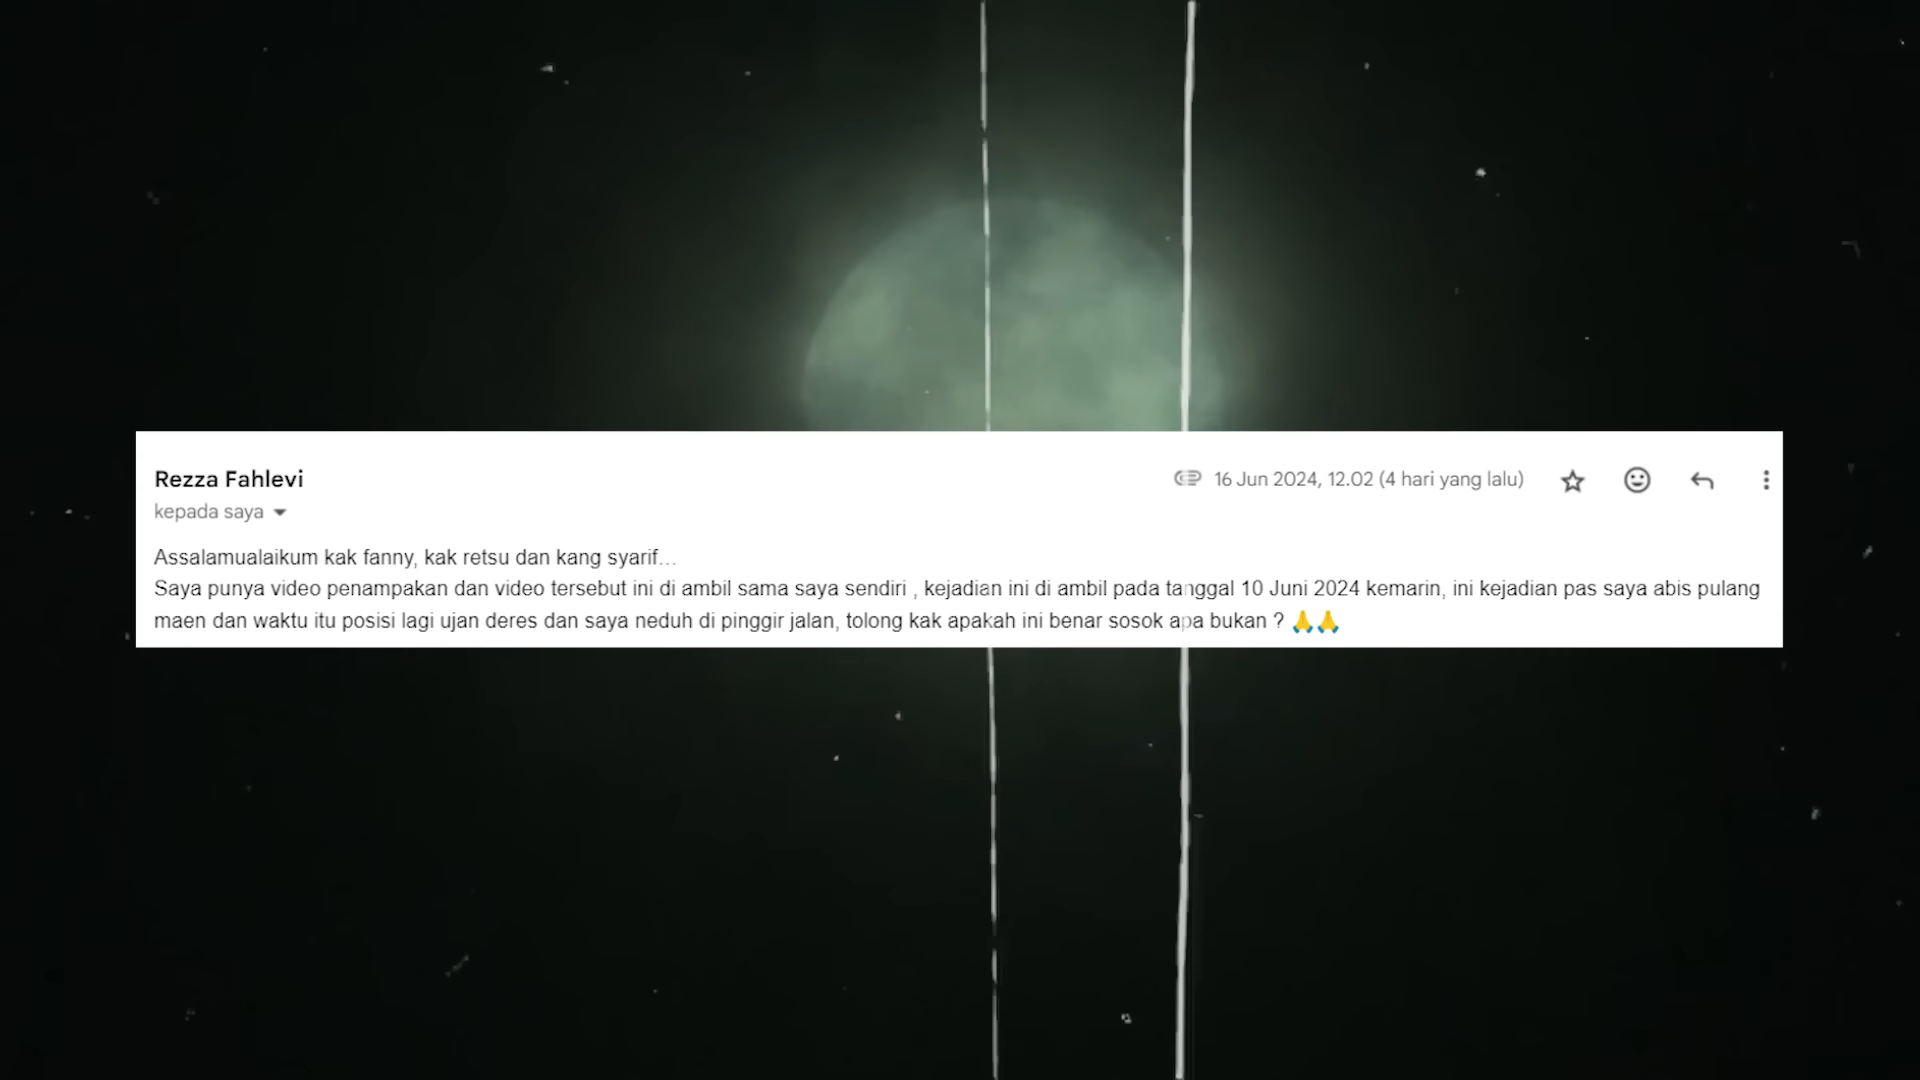 Rezza Fahlevi
16 Jun 2024, 12.02 (4 hari yang lalu)
kepada saya
Assalamualaikum kak fanny, kak retsu dan kang syarif...
Saya punya video penampakan dan video tersebut ini di ambil sama saya sendiri , kejadian ini di ambil pada tanggal 10 Juni 2024 kemarin, ini kejadian pas saya abis pulang
maen dan waktu itu posisi lagi ujan deres dan saya neduh di pinggir jalan, tolong kak apakah ini benar sosok apa bukan ? 🙏🙏